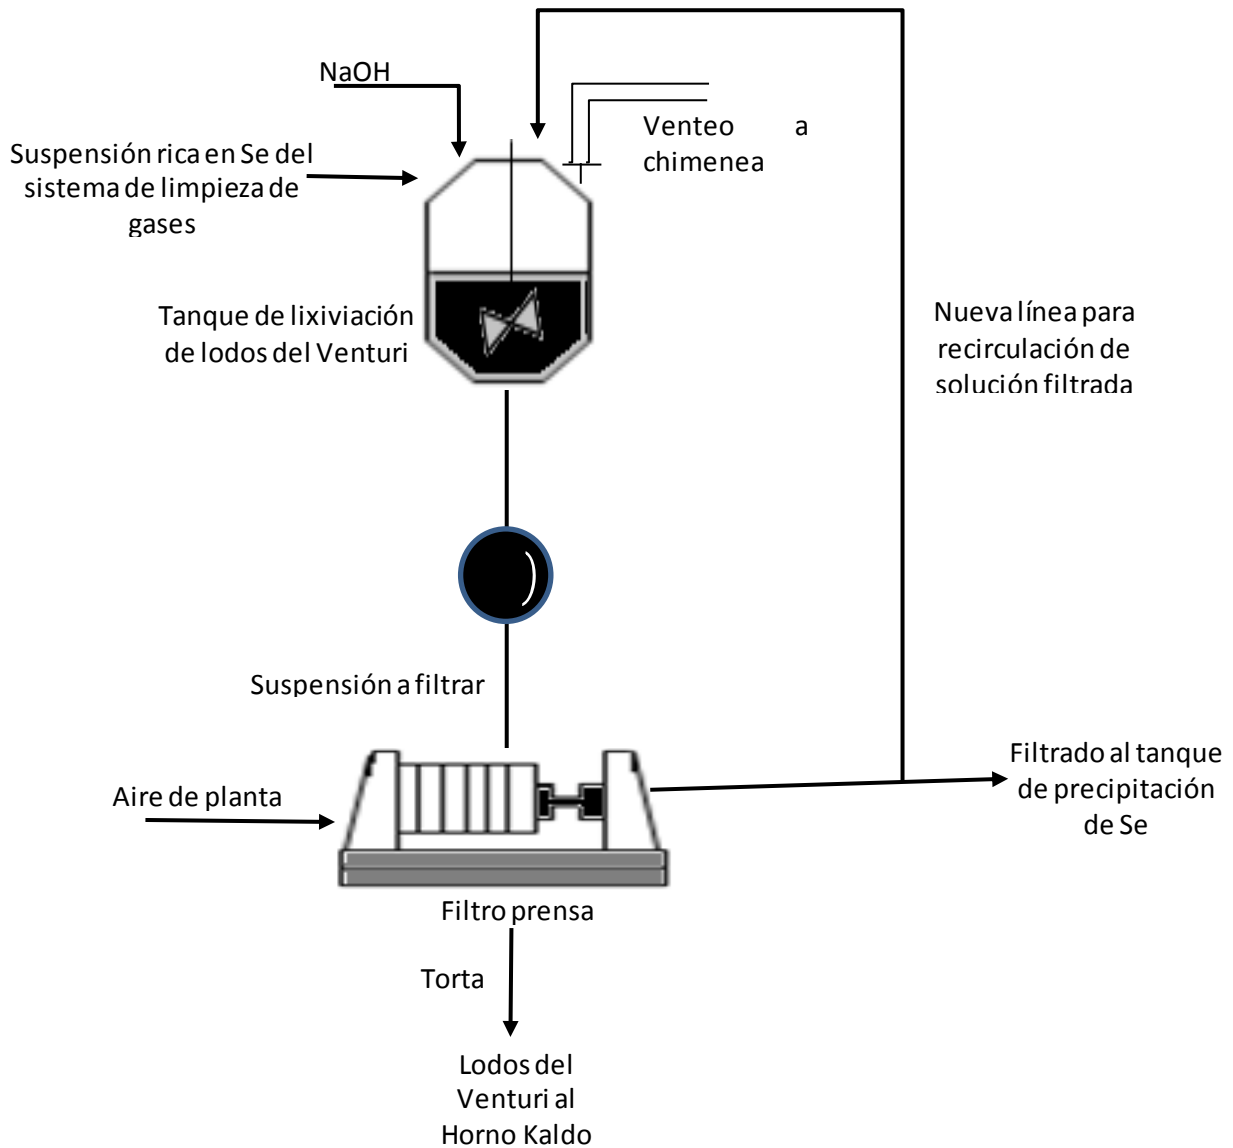 NaOH
Venteo a
chimenea
Suspensión rica en Se del
sistema de limpieza de
gases
Tanque de lixiviación
de lodos del Venturi
Nueva línea para
recirculación de
solución filtrada
Suspensión a filtrar
Aire de planta
Filtrado al tanque
de precipitación
de Se
Filtro prensa
Torta
Lodos del
Venturi al
Horno Kaldo